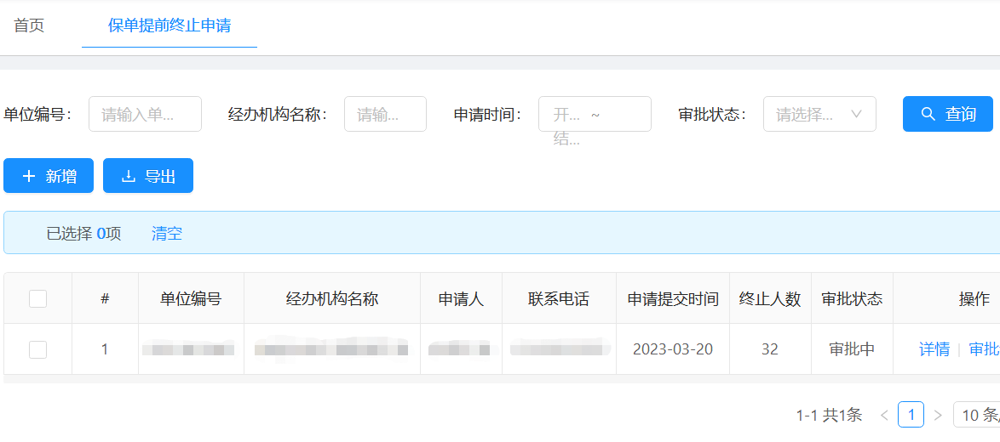 首页 保单提前终止申请
单位编号： 请输入单... 经办机构名称： 请输... 申请时间： 开... ~ 审批状态： 请选择... 查询
结...
新增 导出
已选择 0项 清空
# 单位编号 经办机构名称 申请人 联系电话 申请提交时间 终止人数 审批状态 操作
1 2023-03-20 32 审批中 详情 审批
1-1 共1条 < 1 > 10 条